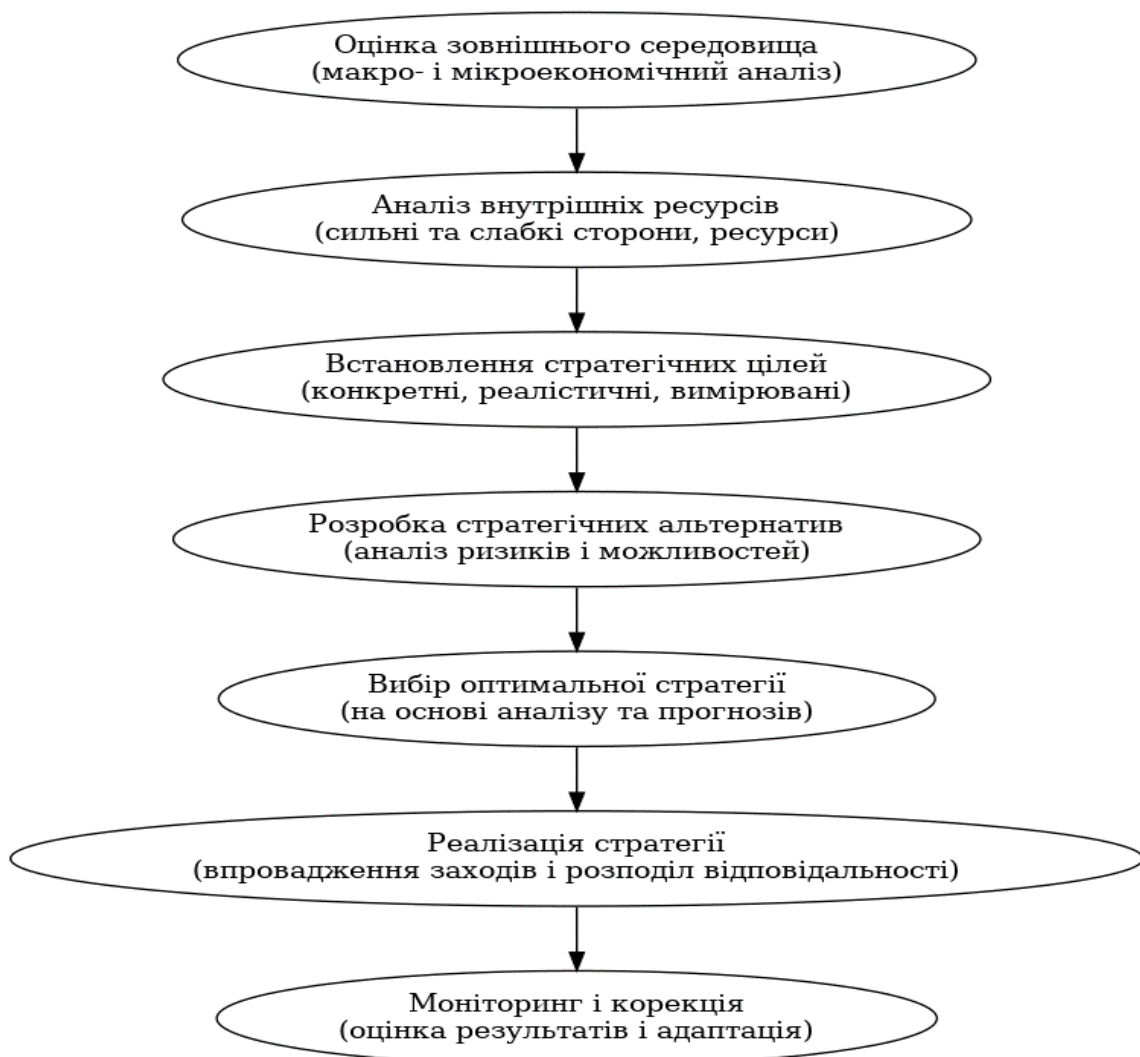 Оцінка зовнішнього середовища
(макро- і мікроекономічний аналіз)
Аналіз внутрішніх ресурсів
(сильні та слабкі сторони, ресурси)
Встановлення стратегічних цілей
(конкретні, реалістичні, вимірювані)
Розробка стратегічних альтернатив
(аналіз ризиків і можливостей)
Вибір оптимальної стратегії
(на основі аналізу та прогнозів)
Реалізація стратегії
(впровадження заходів і розподіл відповідальності)
Моніторинг і корекція
(оцінка результатів і адаптація)